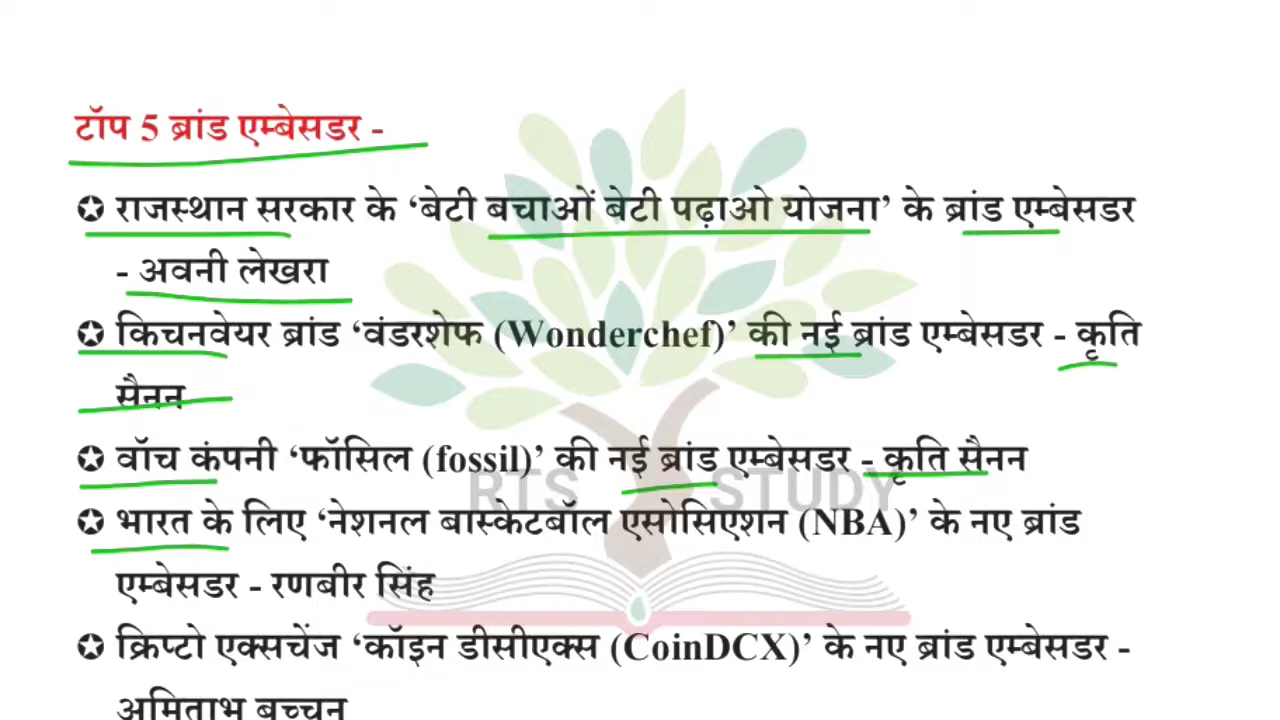 टॉप 5 ब्रांड एम्बेसडर -
✪ राजस्थान सरकार के ‘बेटी बचाओं बेटी पढ़ाओ योजना’ के ब्रांड एम्बेसडर
- अवनी लेखरा
✪ किचनवेयर ब्रांड ‘वंडरशेफ (Wonderchef)’ की नई ब्रांड एम्बेसडर - कृति
सैनन
✪ वॉच कंपनी ‘फॉसिल (fossil)’ की नई ब्रांड एम्बेसडर - कृति सैनन
RTS STUDY
✪ भारत के लिए ‘नेशनल बास्केटबॉल एसोसिएशन (NBA)’ के नए ब्रांड
एम्बेसडर - रणबीर सिंह
✪ क्रिप्टो एक्सचेंज ‘कॉइन डीसीएक्स (CoinDCX)’ के नए ब्रांड एम्बेसडर -
अमिताभ बच्चन